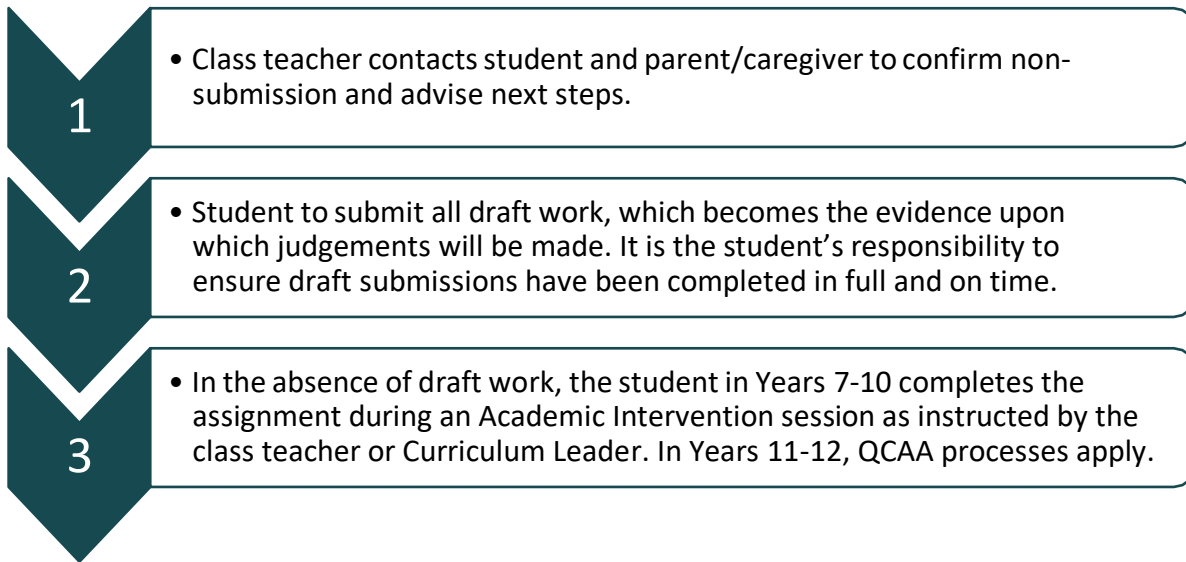 1
• Class teacher contacts student and parent/caregiver to confirm non-
submission and advise next steps.
2
• Student to submit all draft work, which becomes the evidence upon
which judgements will be made. It is the student’s responsibility to
ensure draft submissions have been completed in full and on time.
3
• In the absence of draft work, the student in Years 7-10 completes the
assignment during an Academic Intervention session as instructed by the
class teacher or Curriculum Leader. In Years 11-12, QCAA processes apply.